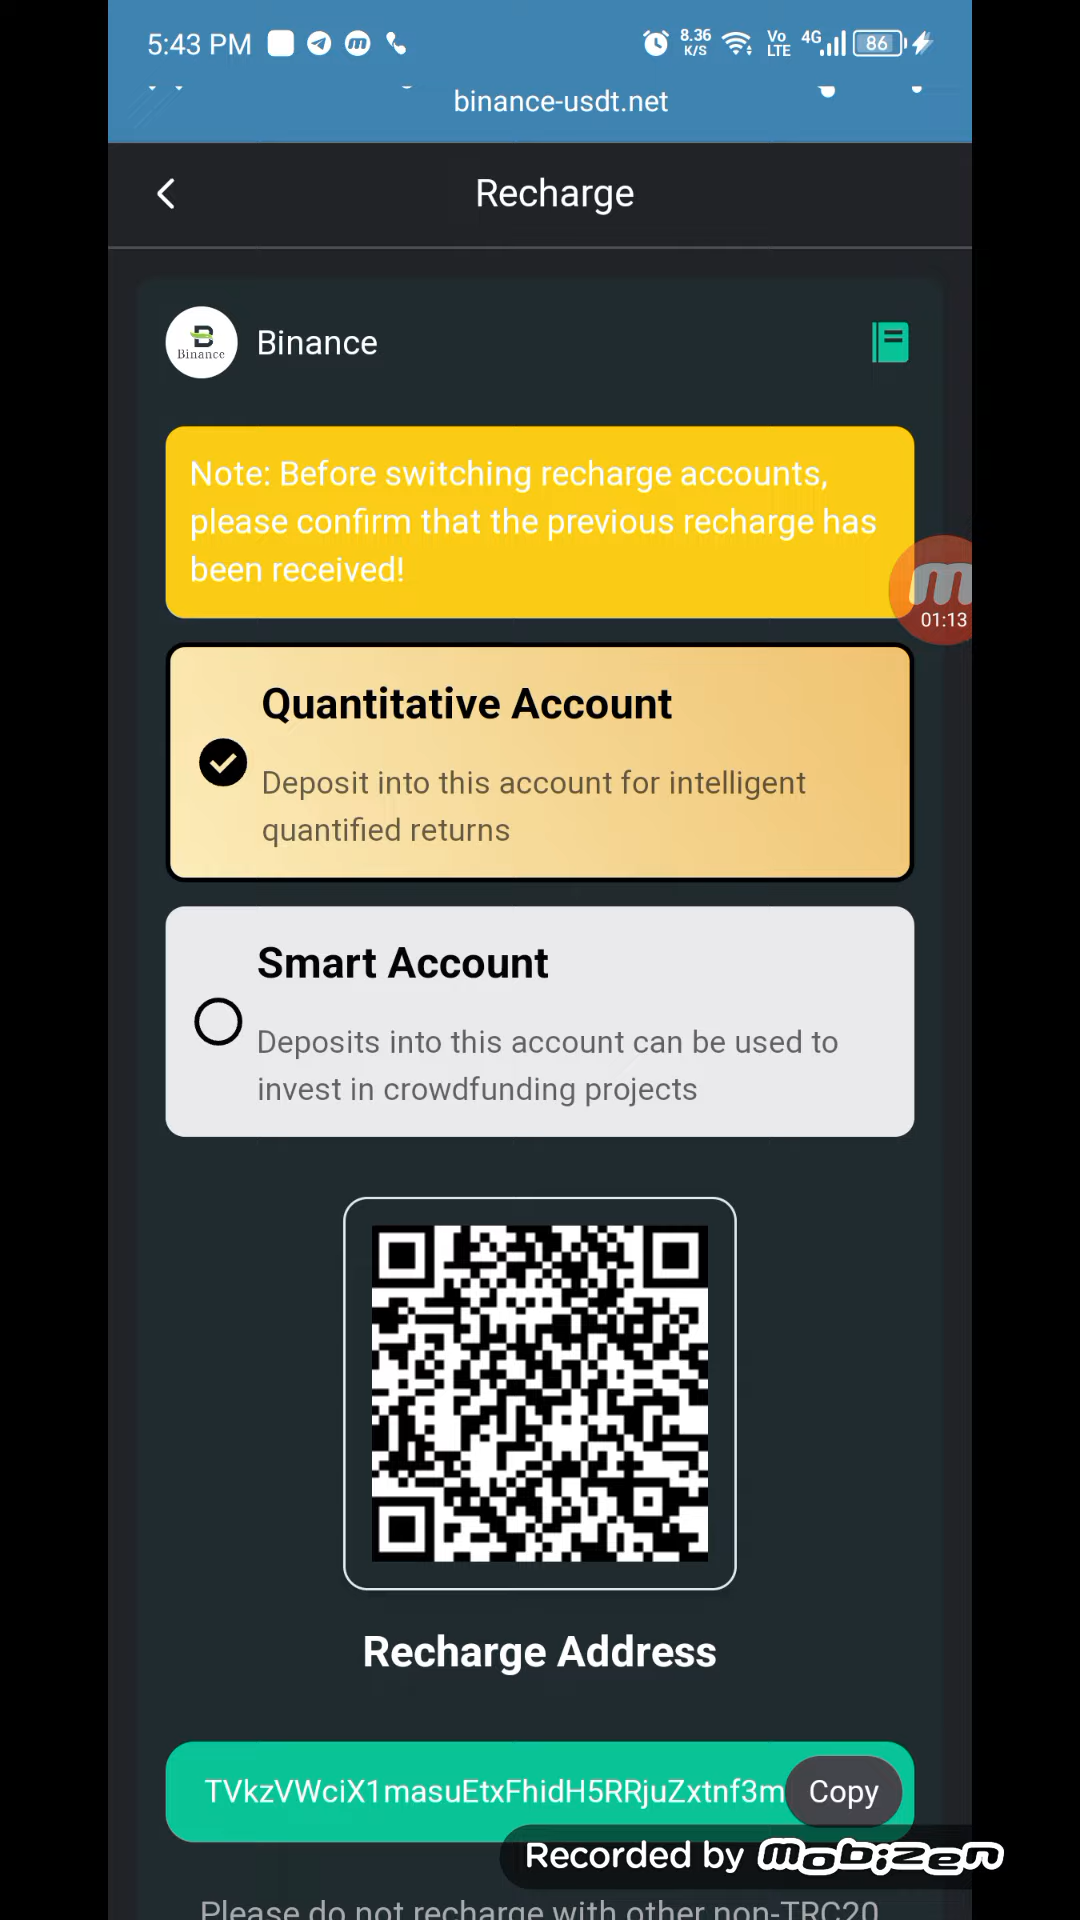 5:43 PM
8.36
K/S
Vo
LTE
4G
86
binance-usdt.net
Recharge
Binance
Binance
Note: Before switching recharge accounts,
please confirm that the previous recharge has
been received!
01:13
Quantitative Account
Deposit into this account for intelligent
quantified returns
Smart Account
Deposits into this account can be used to
invest in crowdfunding projects
Recharge Address
TVkzVWciX1masuEtxFhidH5RRjuZxtnf3m
Copy
Recorded by mobizen
Please do not recharge with other non-TRC20